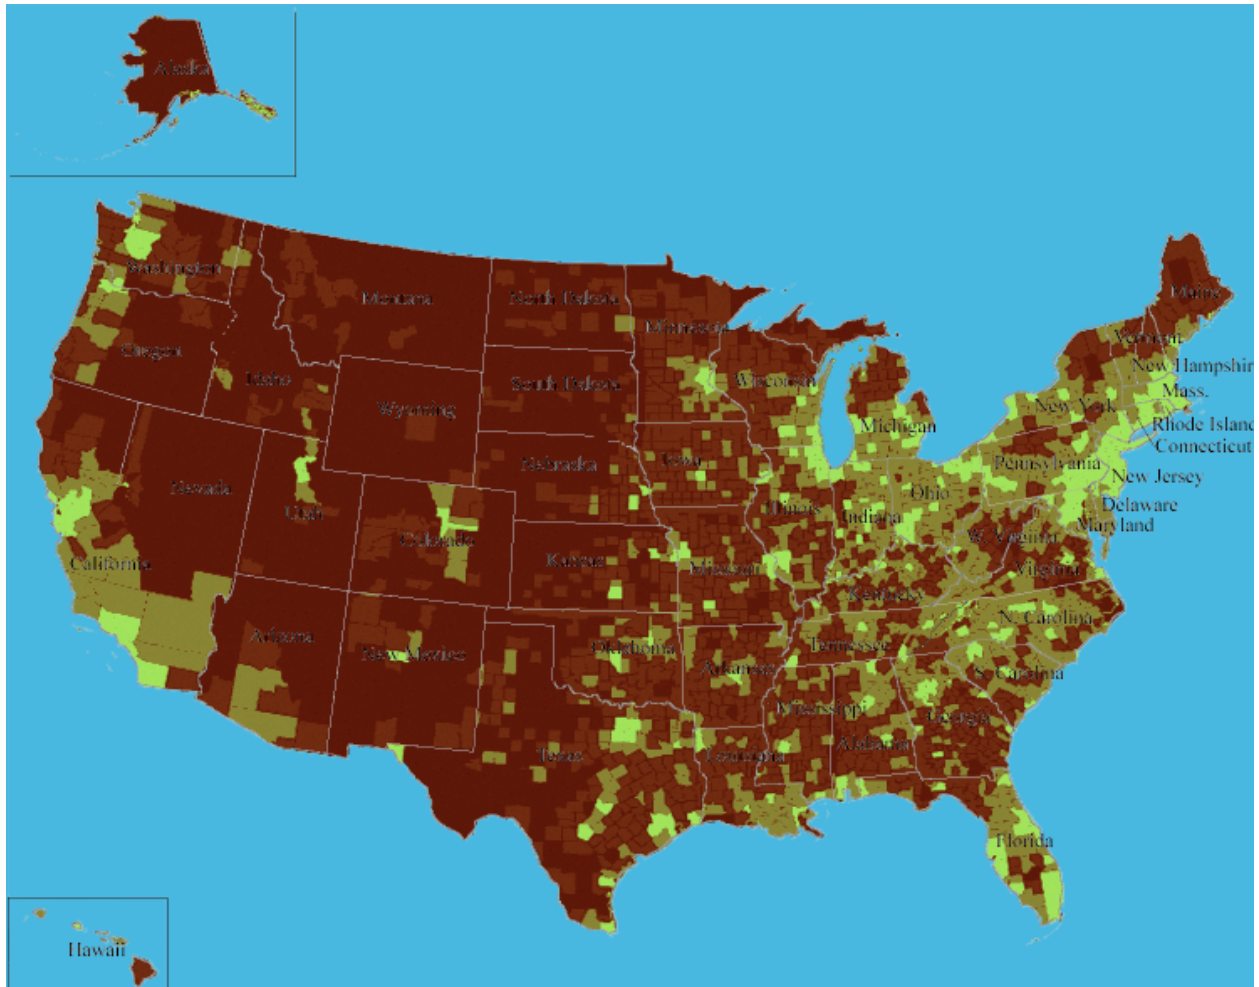 Alaska
Washington
Montana
North Dakota
Minnesota
Maine
Vermont
New Hampshir
Mass.
Rhode Island
Connecticut
New York
Oregon
Idaho
Wyoming
South Dakota
Wisconsin
Michigan
Pennsylvania
New Jersey
Delaware
Maryland
Nevada
Utah
Colorado
Nebraska
Iowa
Illinois
Indiana
Ohio
W. Virginia
Virginia
California
Kansas
Missouri
Kentucky
N. Carolina
Arizona
New Mexico
Oklahoma
Arkansas
Tennessee
S. Carolina
Mississippi
Alabama
Georgia
Texas
Louisiana
Florida
Hawaii